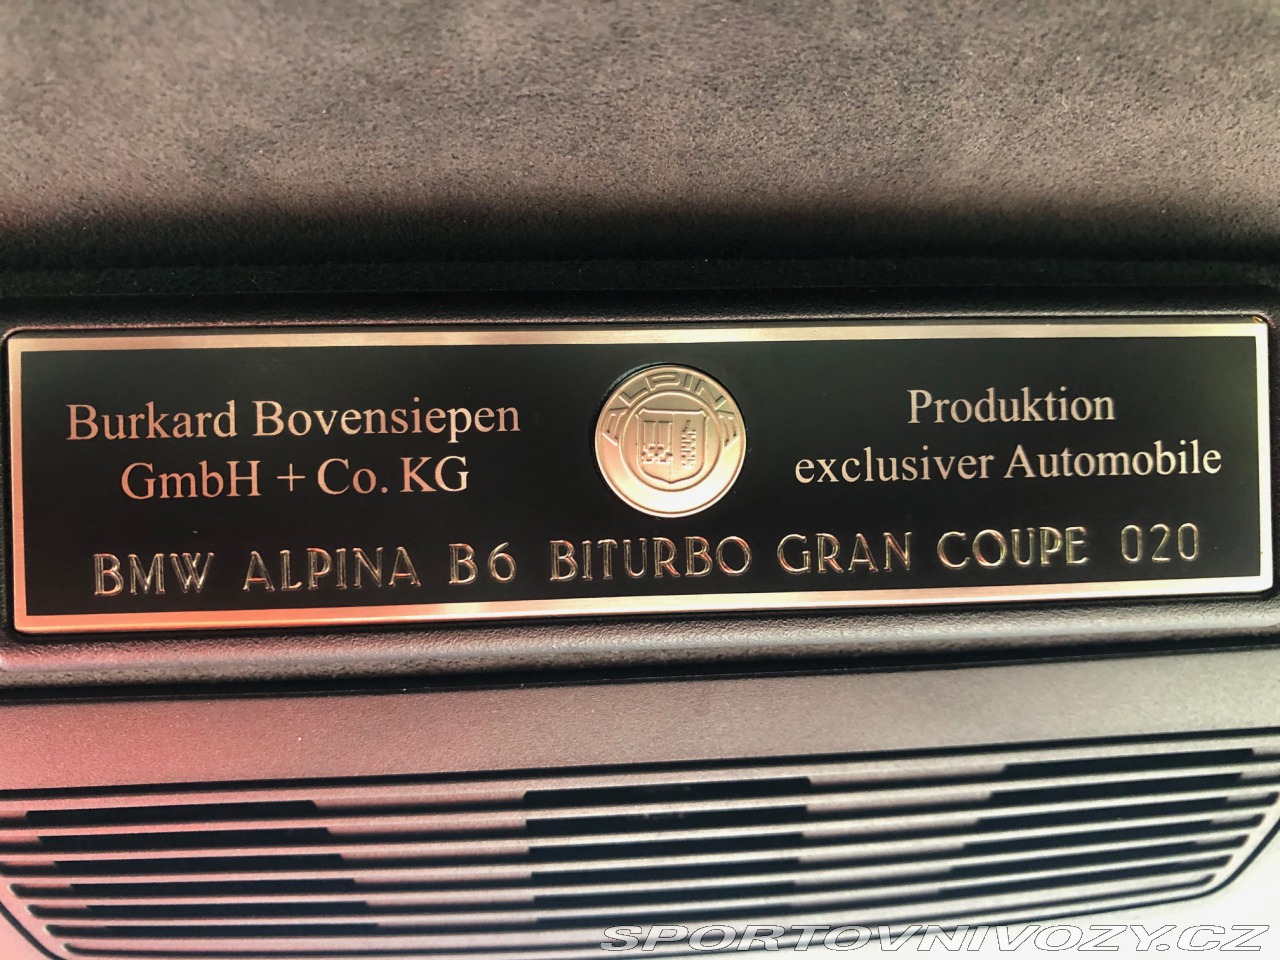 Burkard Bovensiepen
GmbH + Co. KG
ALPINA
Produktion
exclusiver Automobile
BMW ALPINA B6 BITURBO GRAN COUPE 020
SPORTOVNIVOZY.CZ